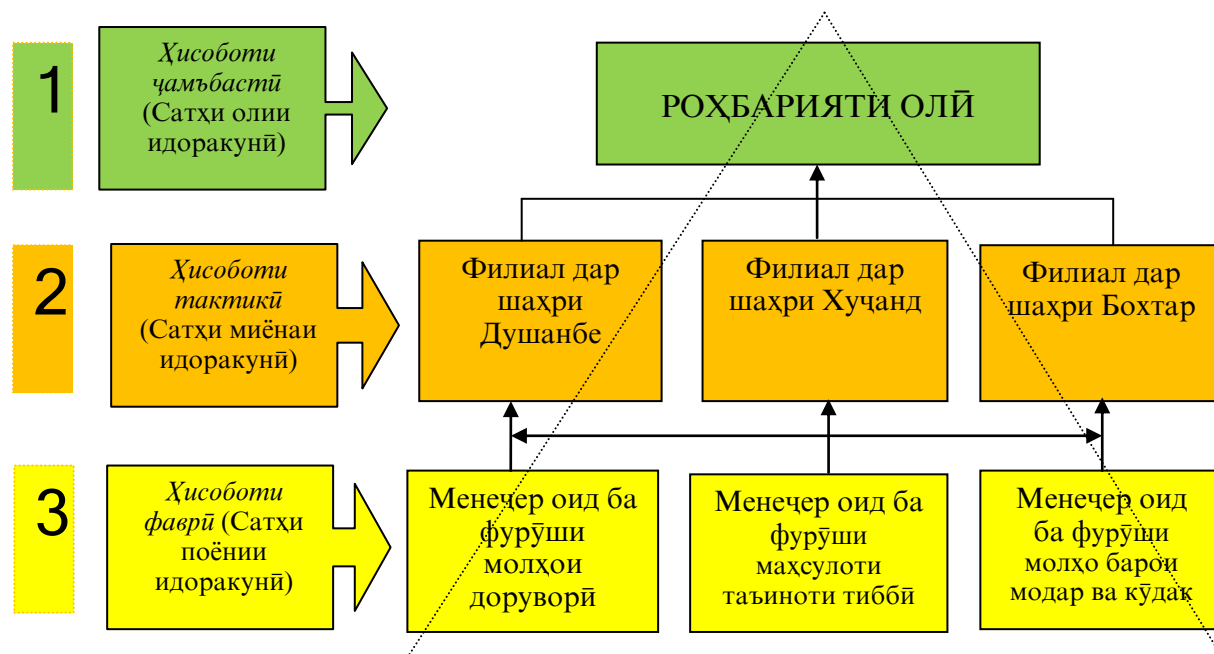 1
Ҳисоботи
ҷамъбастӣ
(Сатҳи олии
идоракунӣ)
РОҲБАРИЯТИ ОЛӢ
2
Ҳисоботи
тактикӣ
(Сатҳи миёнаи
идоракунӣ)
Филиал дар
шаҳри
Душанбе
Филиал дар
шаҳри Хуҷанд
Филиал дар
шаҳри Бохтар
3
Ҳисоботи
фаврӣ (Сатҳи
поёнии
идоракунӣ)
Менеҷер оид ба
фурӯши
молҳои
доруворӣ
Менеҷер оид ба
фурӯши
маҳсулоти
таъиноти тиббӣ
Менеҷер оид
ба фурӯши
молҳо барои
модар ва кӯдак